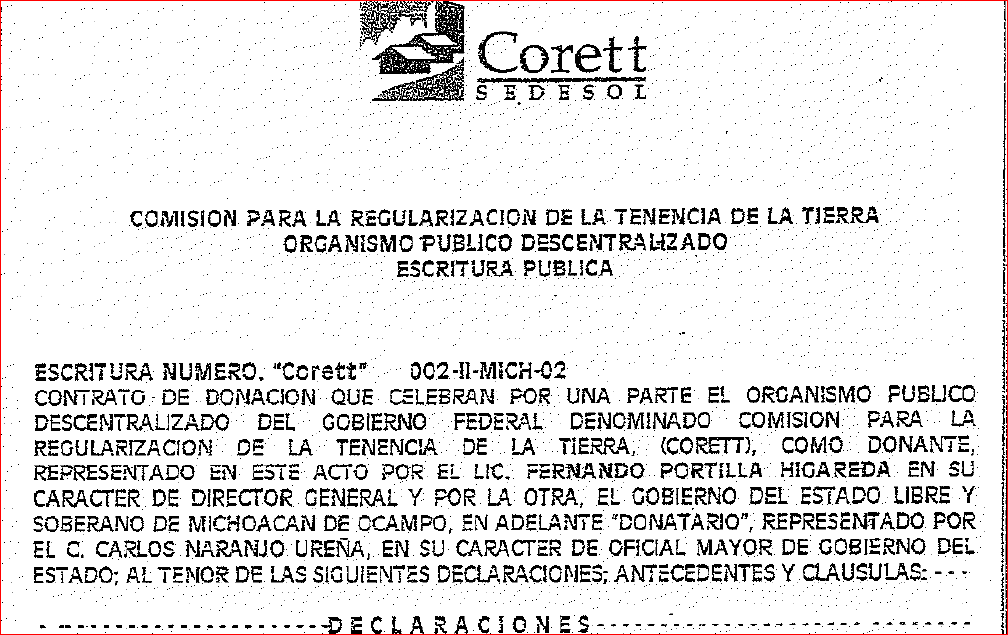 Corett
SEDESOL
COMISION PARA LA REGULARIZACION DE LA TENENCIA DE LA TIERRA
ORGANISMO PUBLICO DESCENTRALIZADO
ESCRITURA PUBLICA
ESCRITURA NUMERO. "Corett" 002-II-MICH-02
CONTRATO DE DONACION QUE CELEBRAN POR UNA PARTE EL ORGANISMO PUBLICO
DESCENTRALIZADO DEL GOBIERNO FEDERAL DENOMINADO COMISION PARA LA
REGULARIZACION DE LA TENENCIA DE LA TIERRA, (CORETT), COMO DONANTE,
REPRESENTADO EN ESTE ACTO POR EL LIC. FERNANDO PORTILLA HIGAREDA EN SU
CARACTER DE DIRECTOR GENERAL Y POR LA OTRA, EL GOBIERNO DEL ESTADO LIBRE Y
SOBERANO DE MICHOACAN DE OCAMPO, EN ADELANTE "DONATARIO", REPRESENTADO POR
EL C. CARLOS NARANJO UREÑA, EN SU CARACTER DE OFICIAL MAYOR DE GOBIERNO DEL
ESTADO; AL TENOR DE LAS SIGUIENTES DECLARACIONES; ANTECEDENTES Y CLAUSULAS: - - -
- - - - - - - - - - - - - - - - - - - - - - - - D E C L A R A C I O N E S - - - - - - - - - - - - - - - - - - - - - - - - - - - - - -